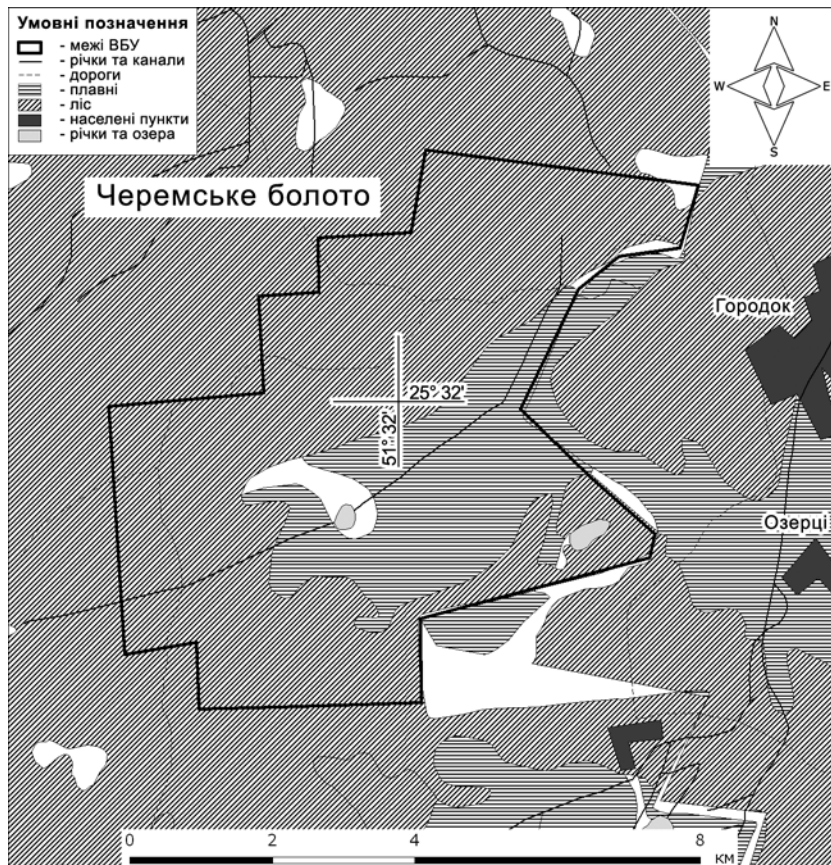 Умовні позначення
- межі ВБУ
- річки та канали
- дороги
- плавні
- ліс
- населені пункти
- річки та озера
N
W E
S
Черемське болото
Городок
25° 32'
51° 32'
Озерці
0 2 4 8
км